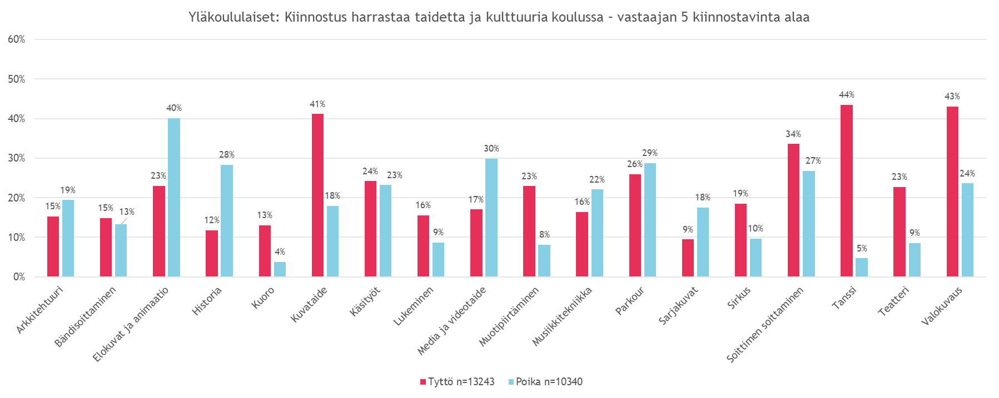 Yläkoululaiset: Kiinnostus harrastaa taidetta ja kulttuuria koulussa – vastaajan 5 kiinnostavinta alaa
60%
50%
40%
30%
20%
10%
0%
15%
19%
15%
13%
23%
40%
12%
28%
13%
4%
41%
18%
24%
23%
16%
9%
17%
30%
23%
8%
16%
22%
26%
29%
9%
18%
19%
10%
34%
27%
44%
5%
23%
9%
43%
24%
Arkkitehtuuri
Bändisoittaminen
Elokuvat ja animaatio
Historia
Kuoro
Kuvataide
Käsityöt
Lukeminen
Media ja videotaide
Muotipiirtäminen
Musiikkitekniikka
Parkour
Sarjakuvat
Sirkus
Soittimen soittaminen
Tanssi
Teatteri
Valokuvaus
Tyttö n=13243
Poika n=10340